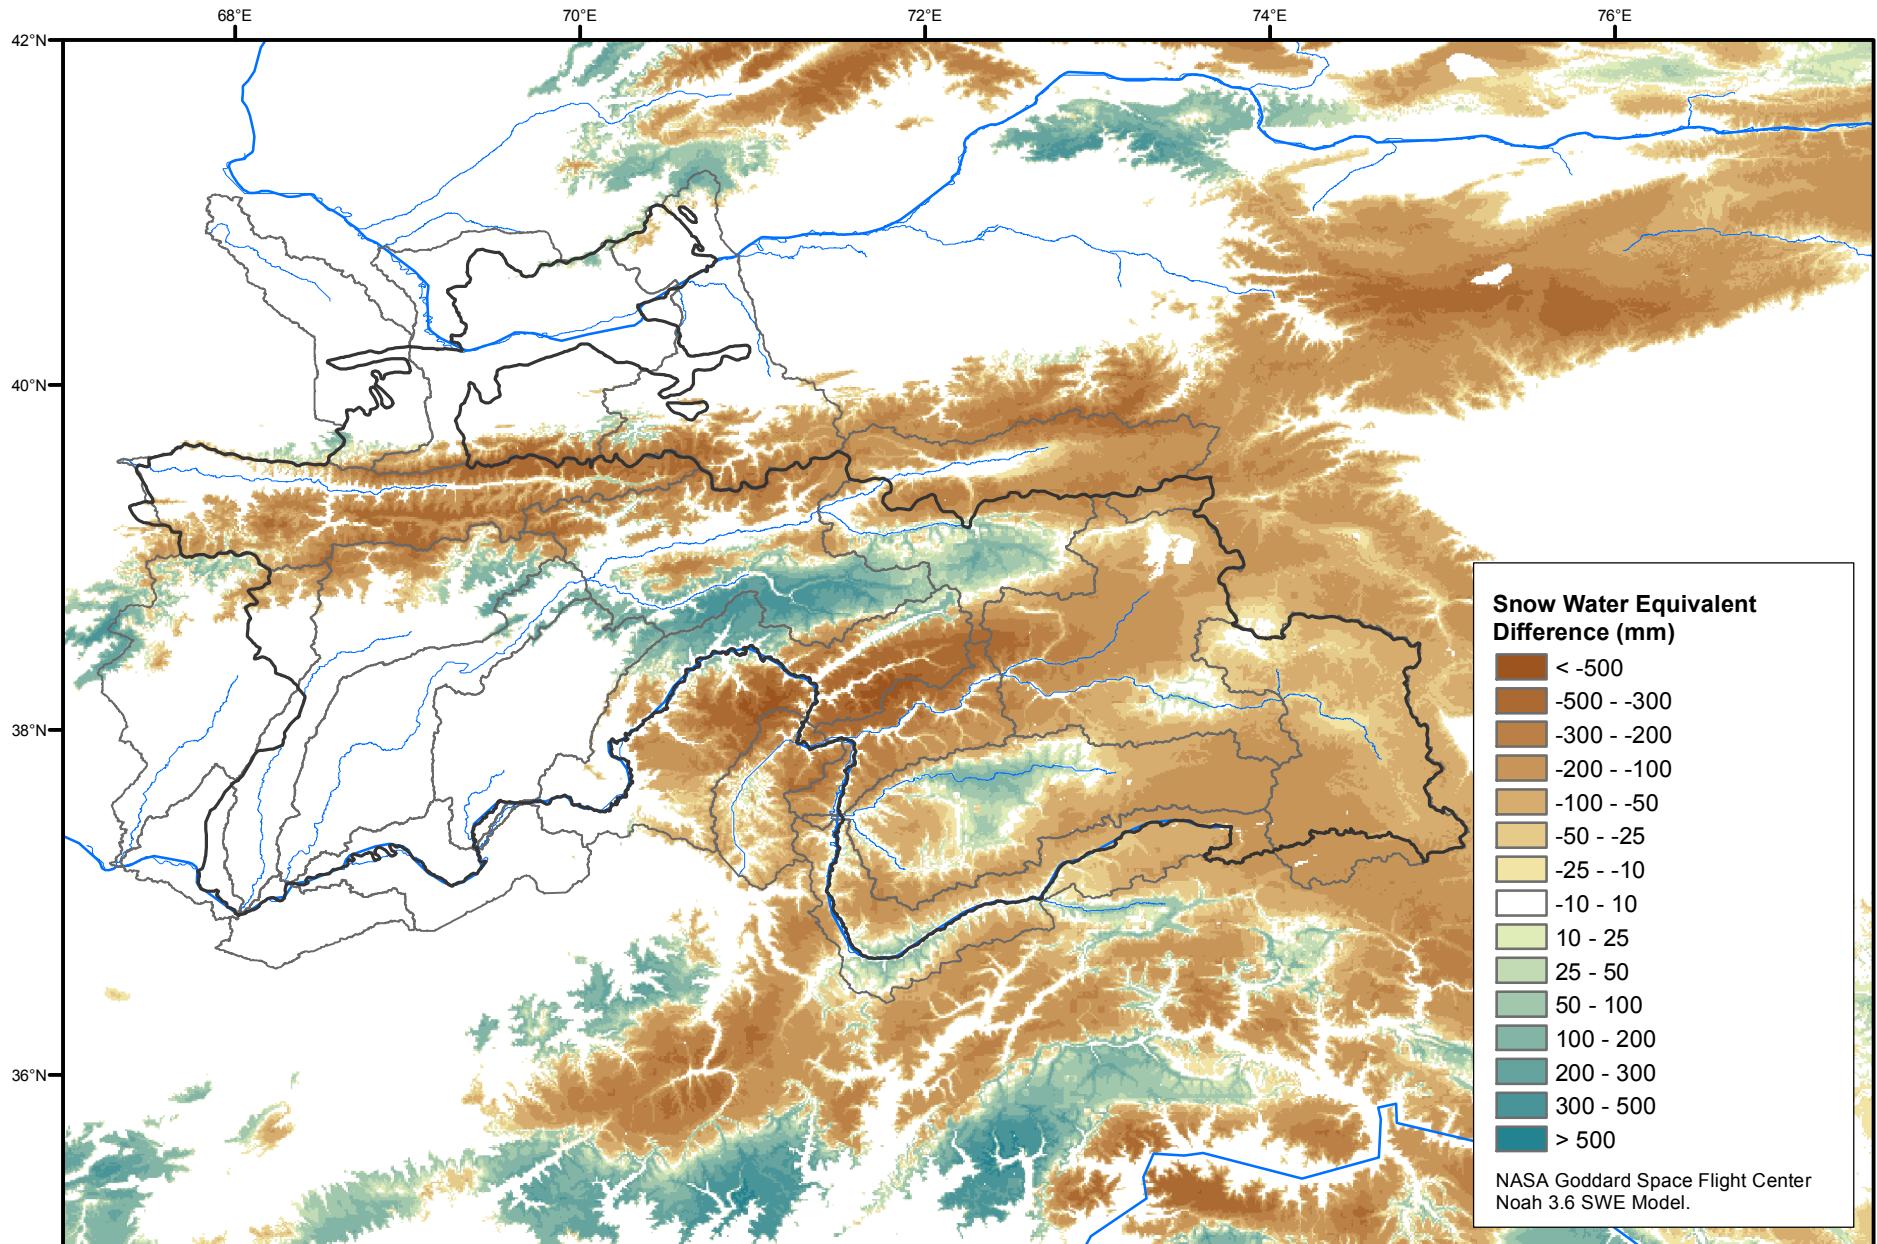 68°E
70°E
72°E
74°E
76°E
42°N
40°N
38°N
36°N
Snow Water Equivalent
Difference (mm)
< -500
-500 - -300
-300 - -200
-200 - -100
-100 - -50
-50 - -25
-25 - -10
-10 - 10
10 - 25
25 - 50
50 - 100
100 - 200
200 - 300
300 - 500
> 500
NASA Goddard Space Flight Center
Noah 3.6 SWE Model.